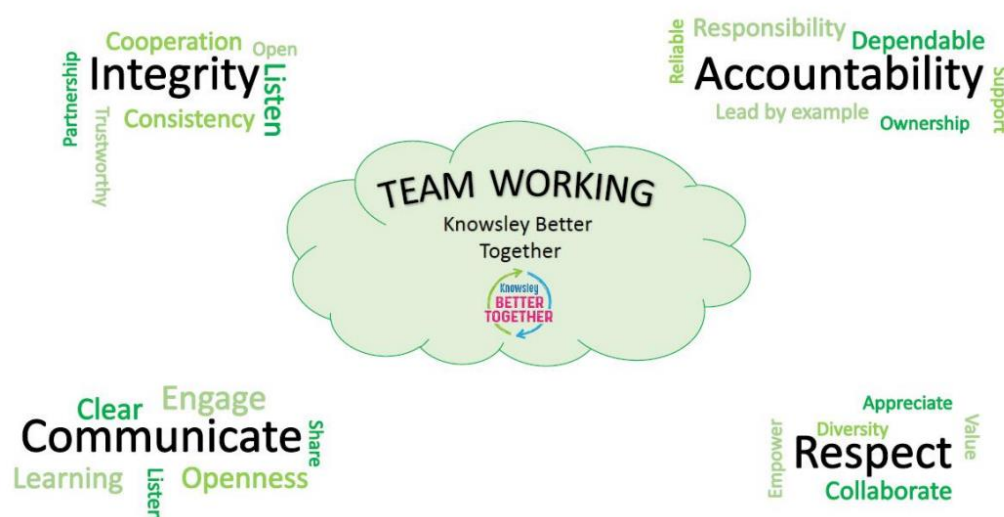 Cooperation
Open
Partnership
Integrity
Listen
Trustworthy
Consistency
Reliable
Responsibility
Dependable
Accountability
Support
Lead by example
Ownership
TEAM WORKING
Knowsley Better
Together
Knowsley
BETTER
TOGETHER
Clear
Engage
Communicate
Share
Learning
Listen
Openness
Appreciate
Empower
Diversity
Value
Respect
Collaborate